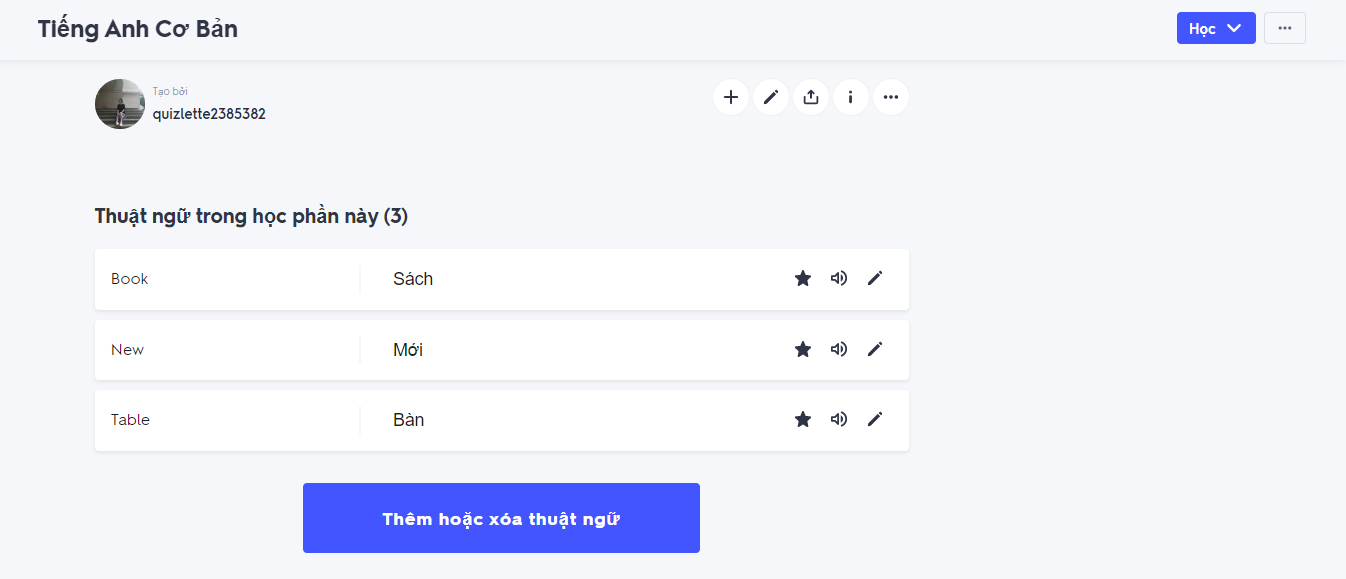 Tiếng Anh Cơ Bản
Học
Tạo bởi
quizlette2385382
Thuật ngữ trong học phần này (3)
Book
Sách
New
Mới
Table
Bàn
Thêm hoặc xóa thuật ngữ